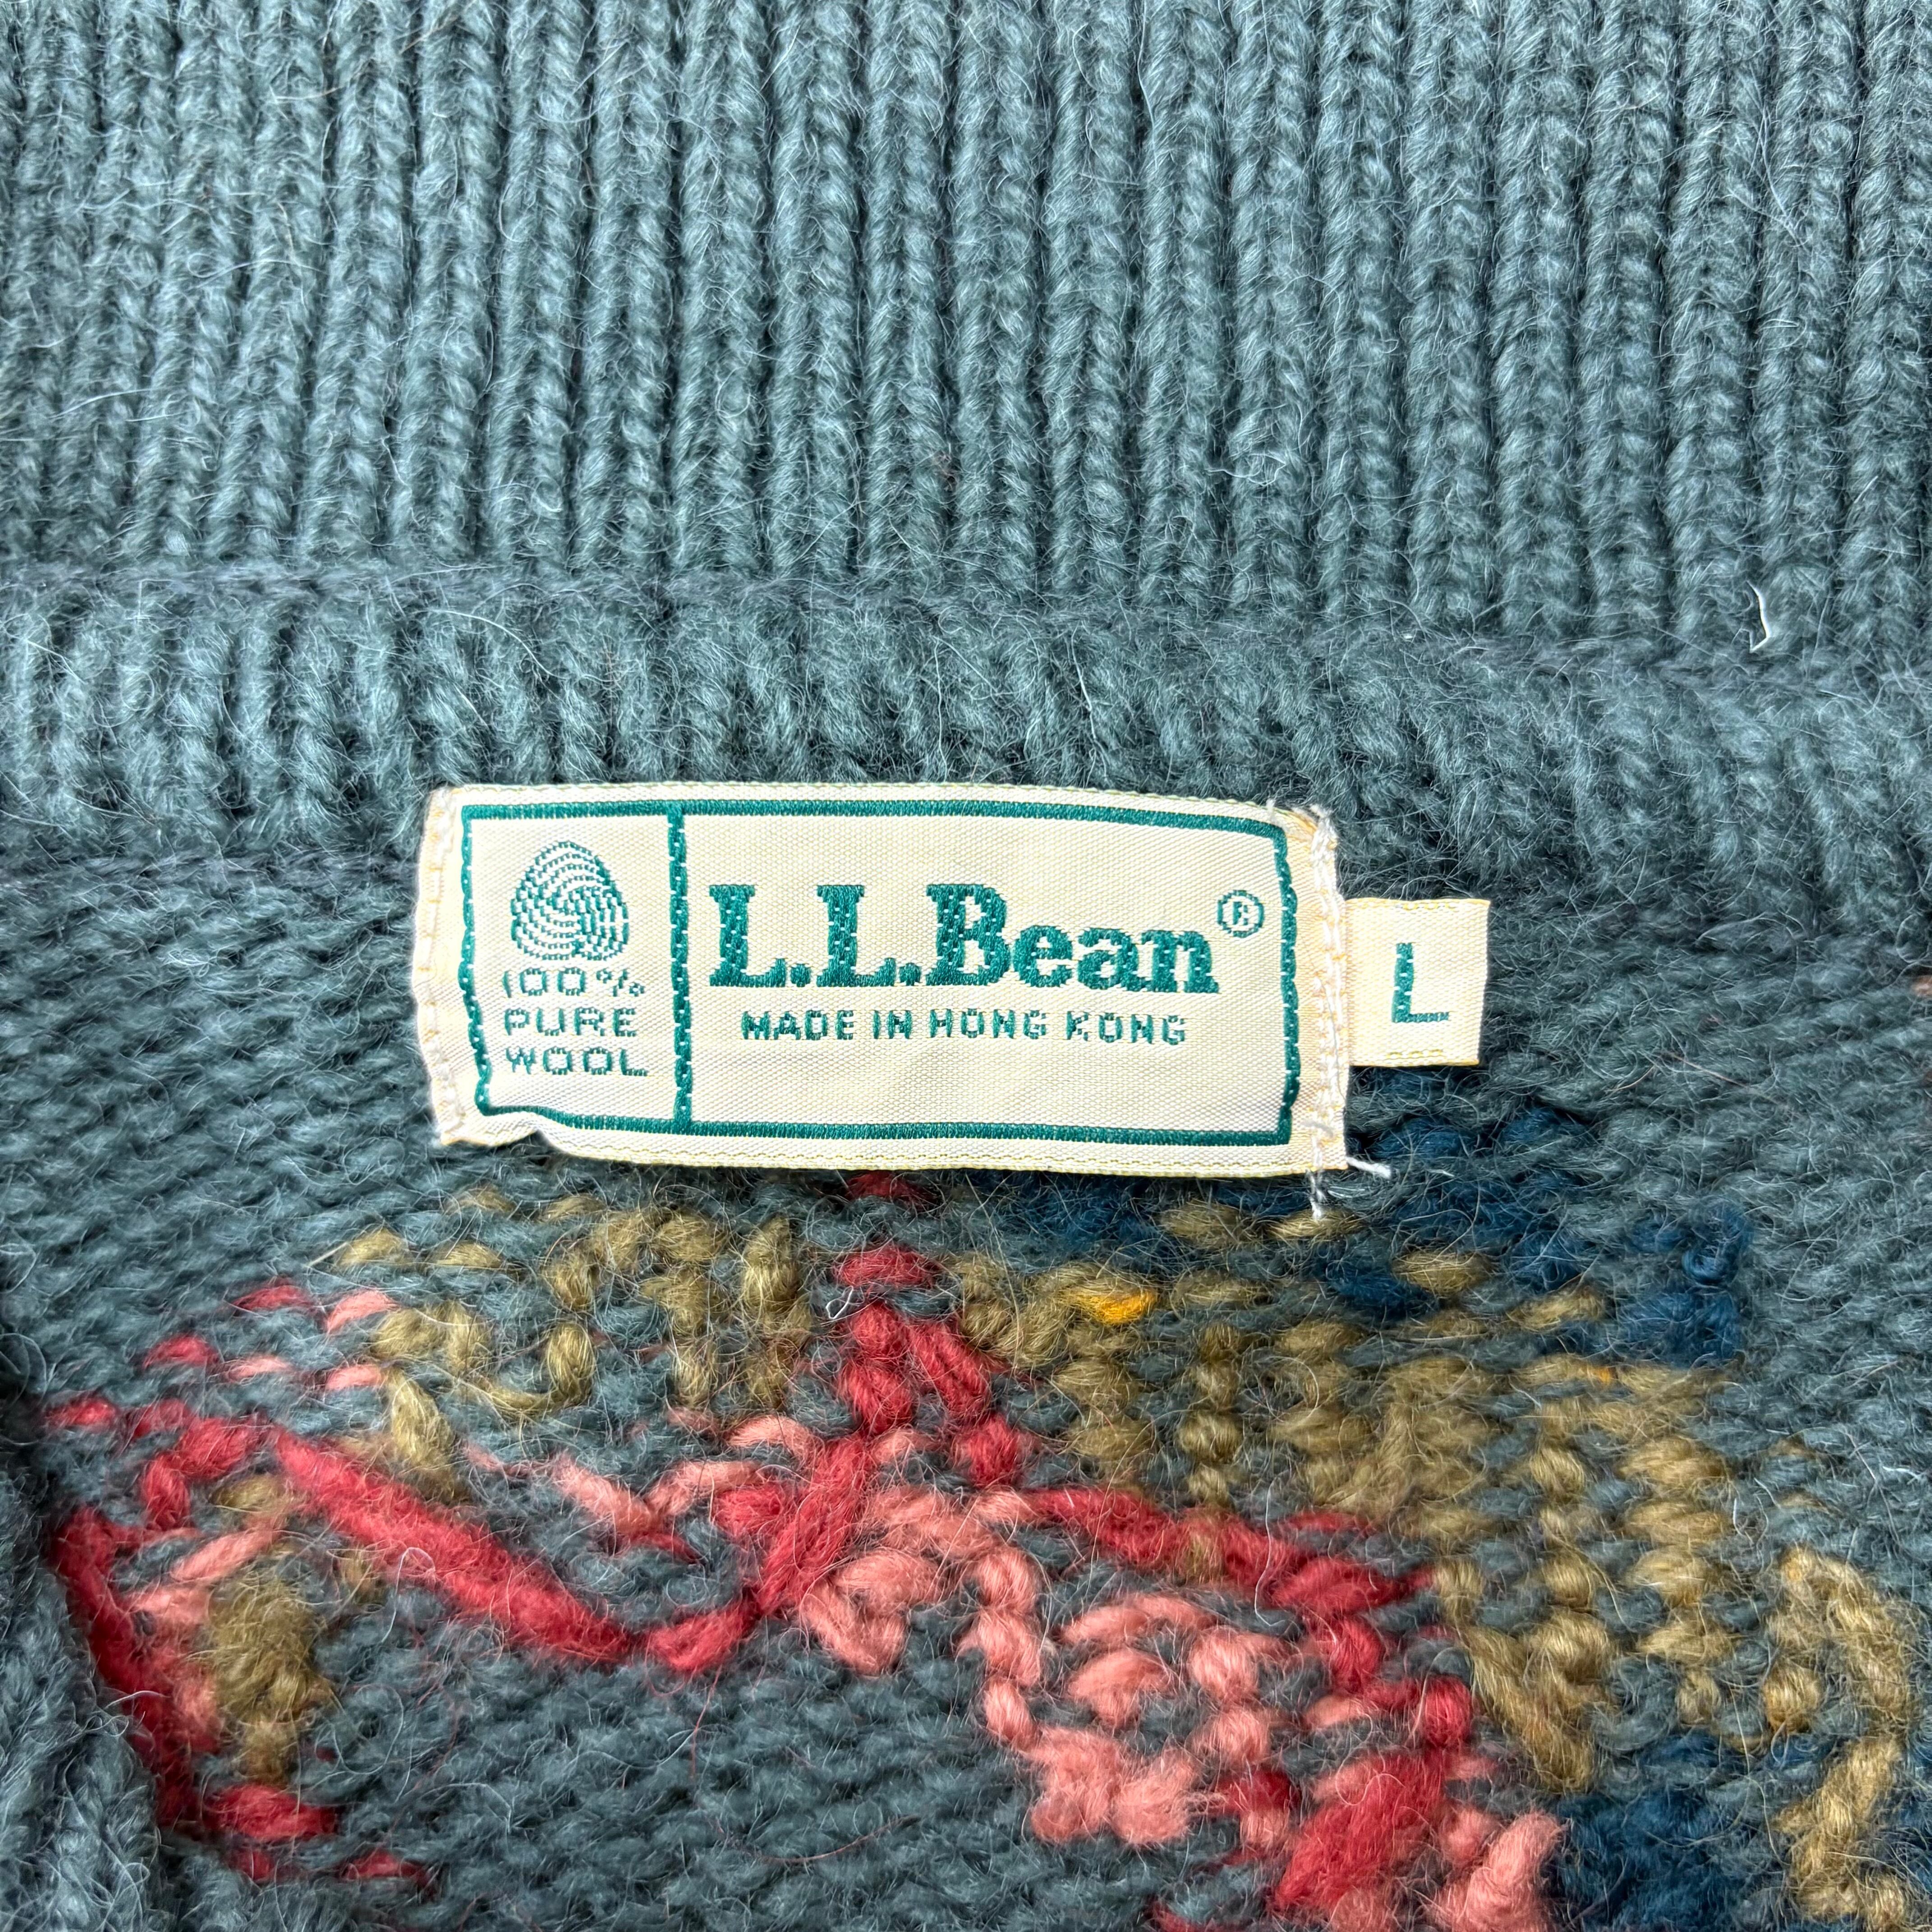 100%
PURE
WOOL
L.L.Bean®
MADE IN HONG KONG
L